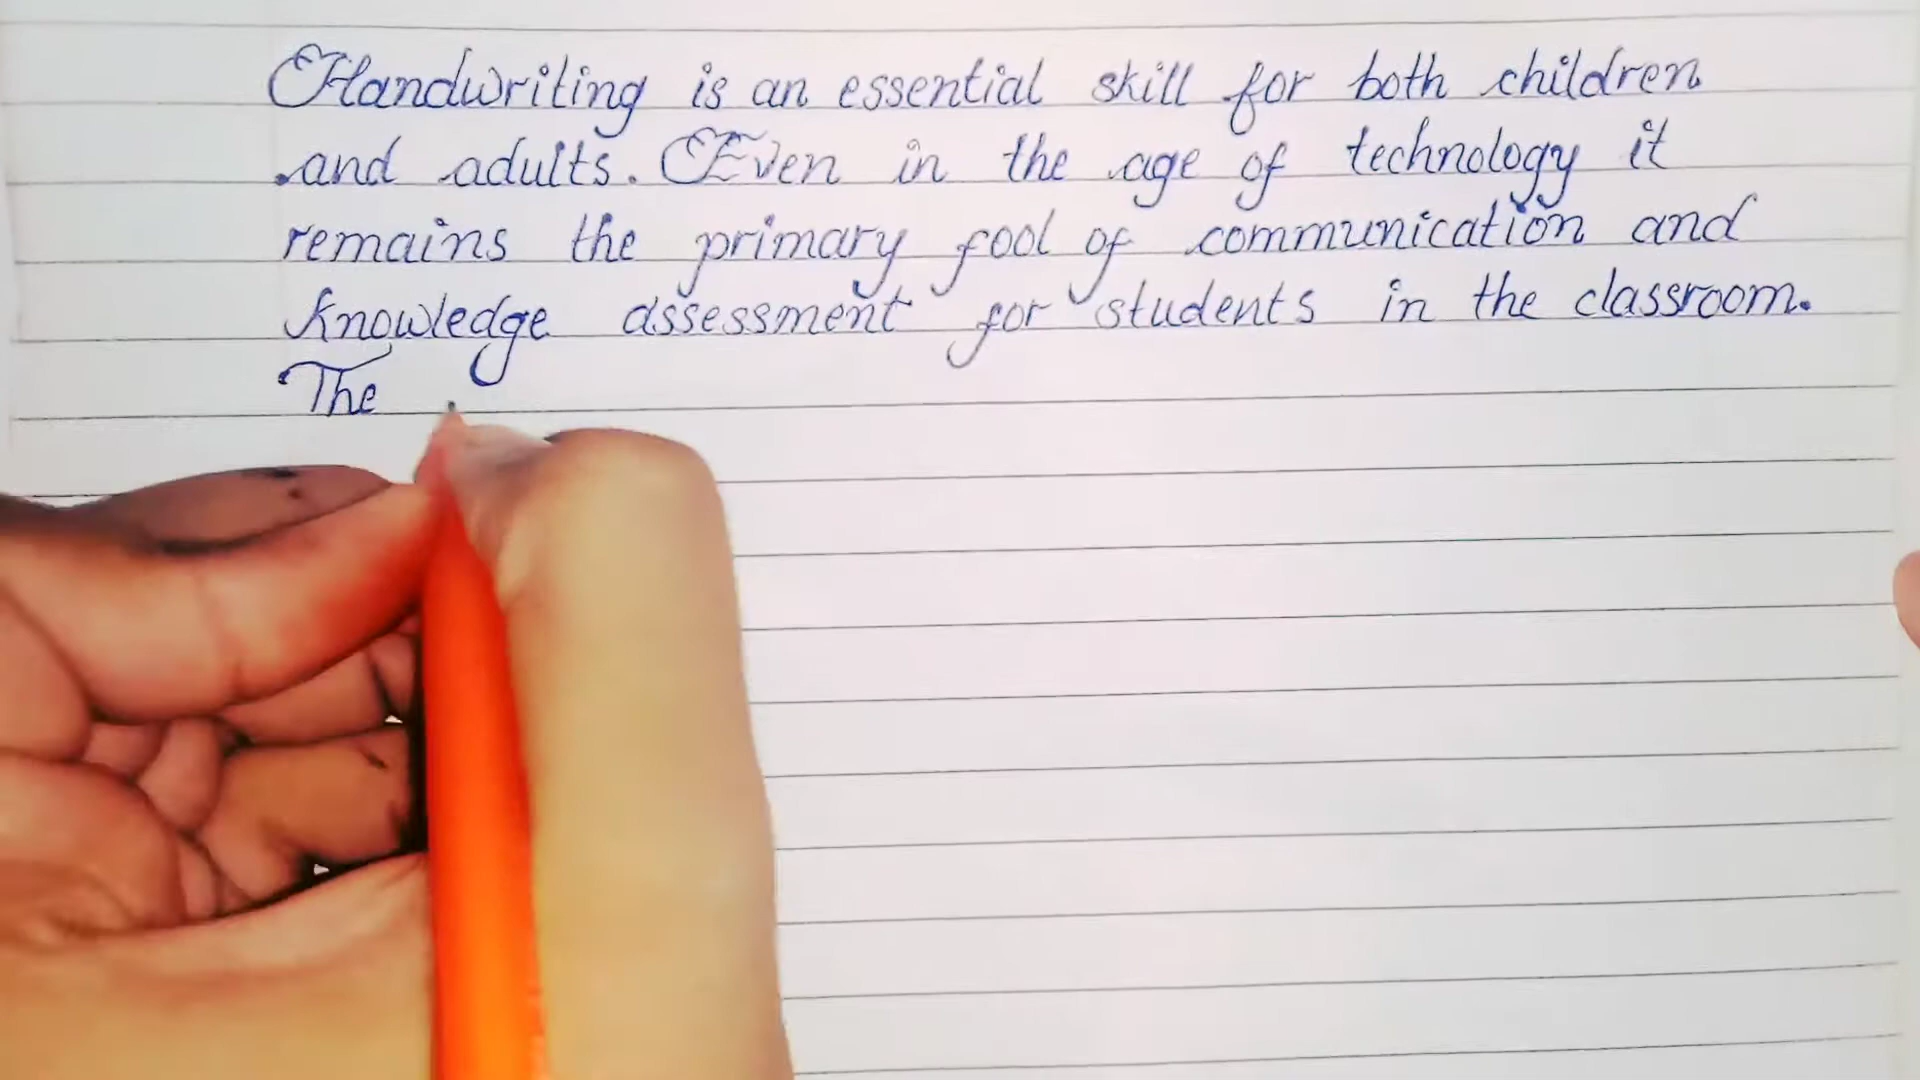 Handwriting is an essential skill for both children
and adults. Even in the age of technology it
remains the primary fool of communication and
knowledge assessment for students in the classroom.
The